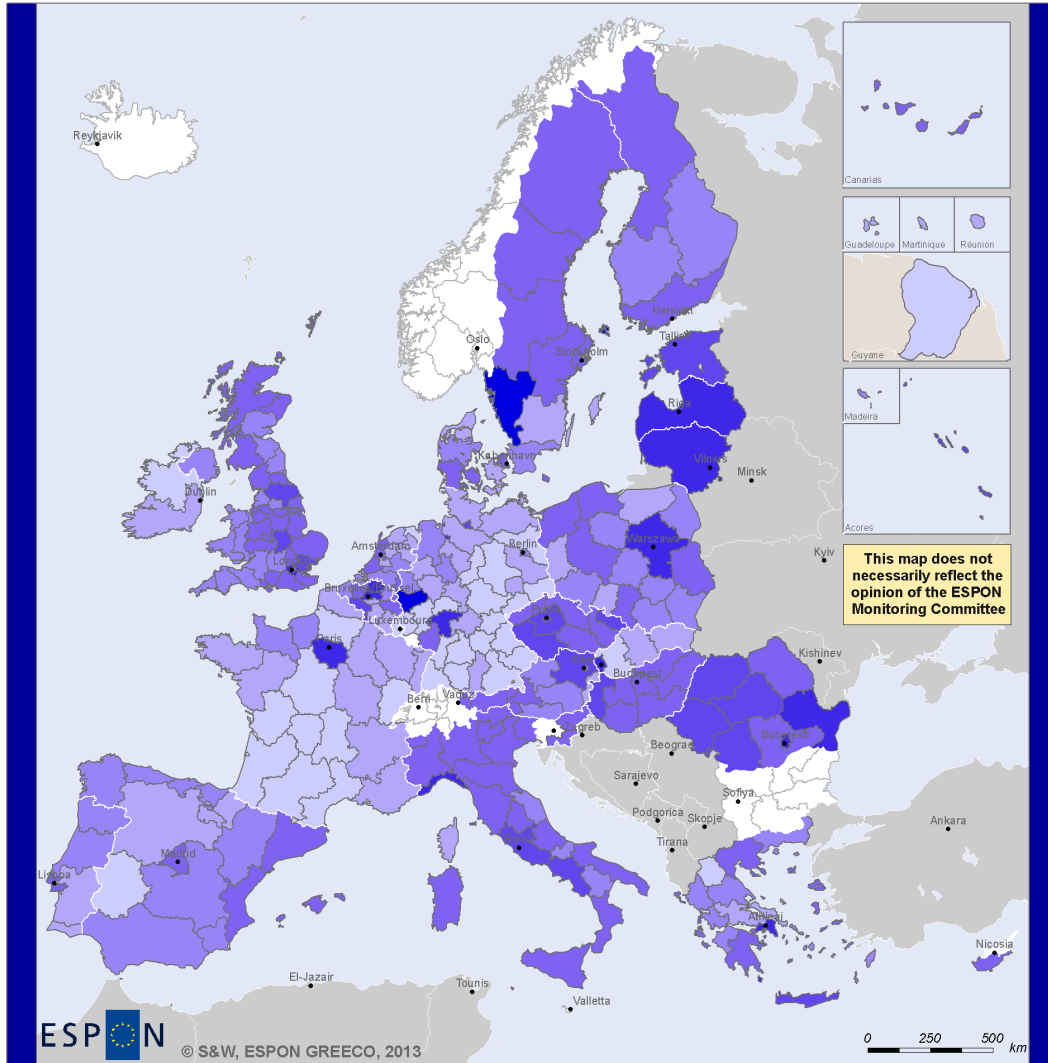 Reykjavik
Canarias
Guadeloupe
Martinique
Réunion
Guyane
Madeira
Acores
Oslo
Helsinki
Stockholm
Riga
København
Vilnius
Minsk
Dublin
Amsterdam
Berlin
Warszawa
Kyiv
This map does not
necessarily reflect the
opinion of the ESPON
Monitoring Committee
Luxembourg
Paris
Kishinev
Bern
Vaduz
Budapest
Zagreb
Beograd
Bucuresti
Sarajevo
Sofiya
Podgorica
Skopje
Tirana
Ankara
Madrid
Lisboa
Athinai
Nicosia
El-Jazair
Tounis
Valletta
ESPON
© S&W, ESPON GREECO, 2013
0 250 500 km